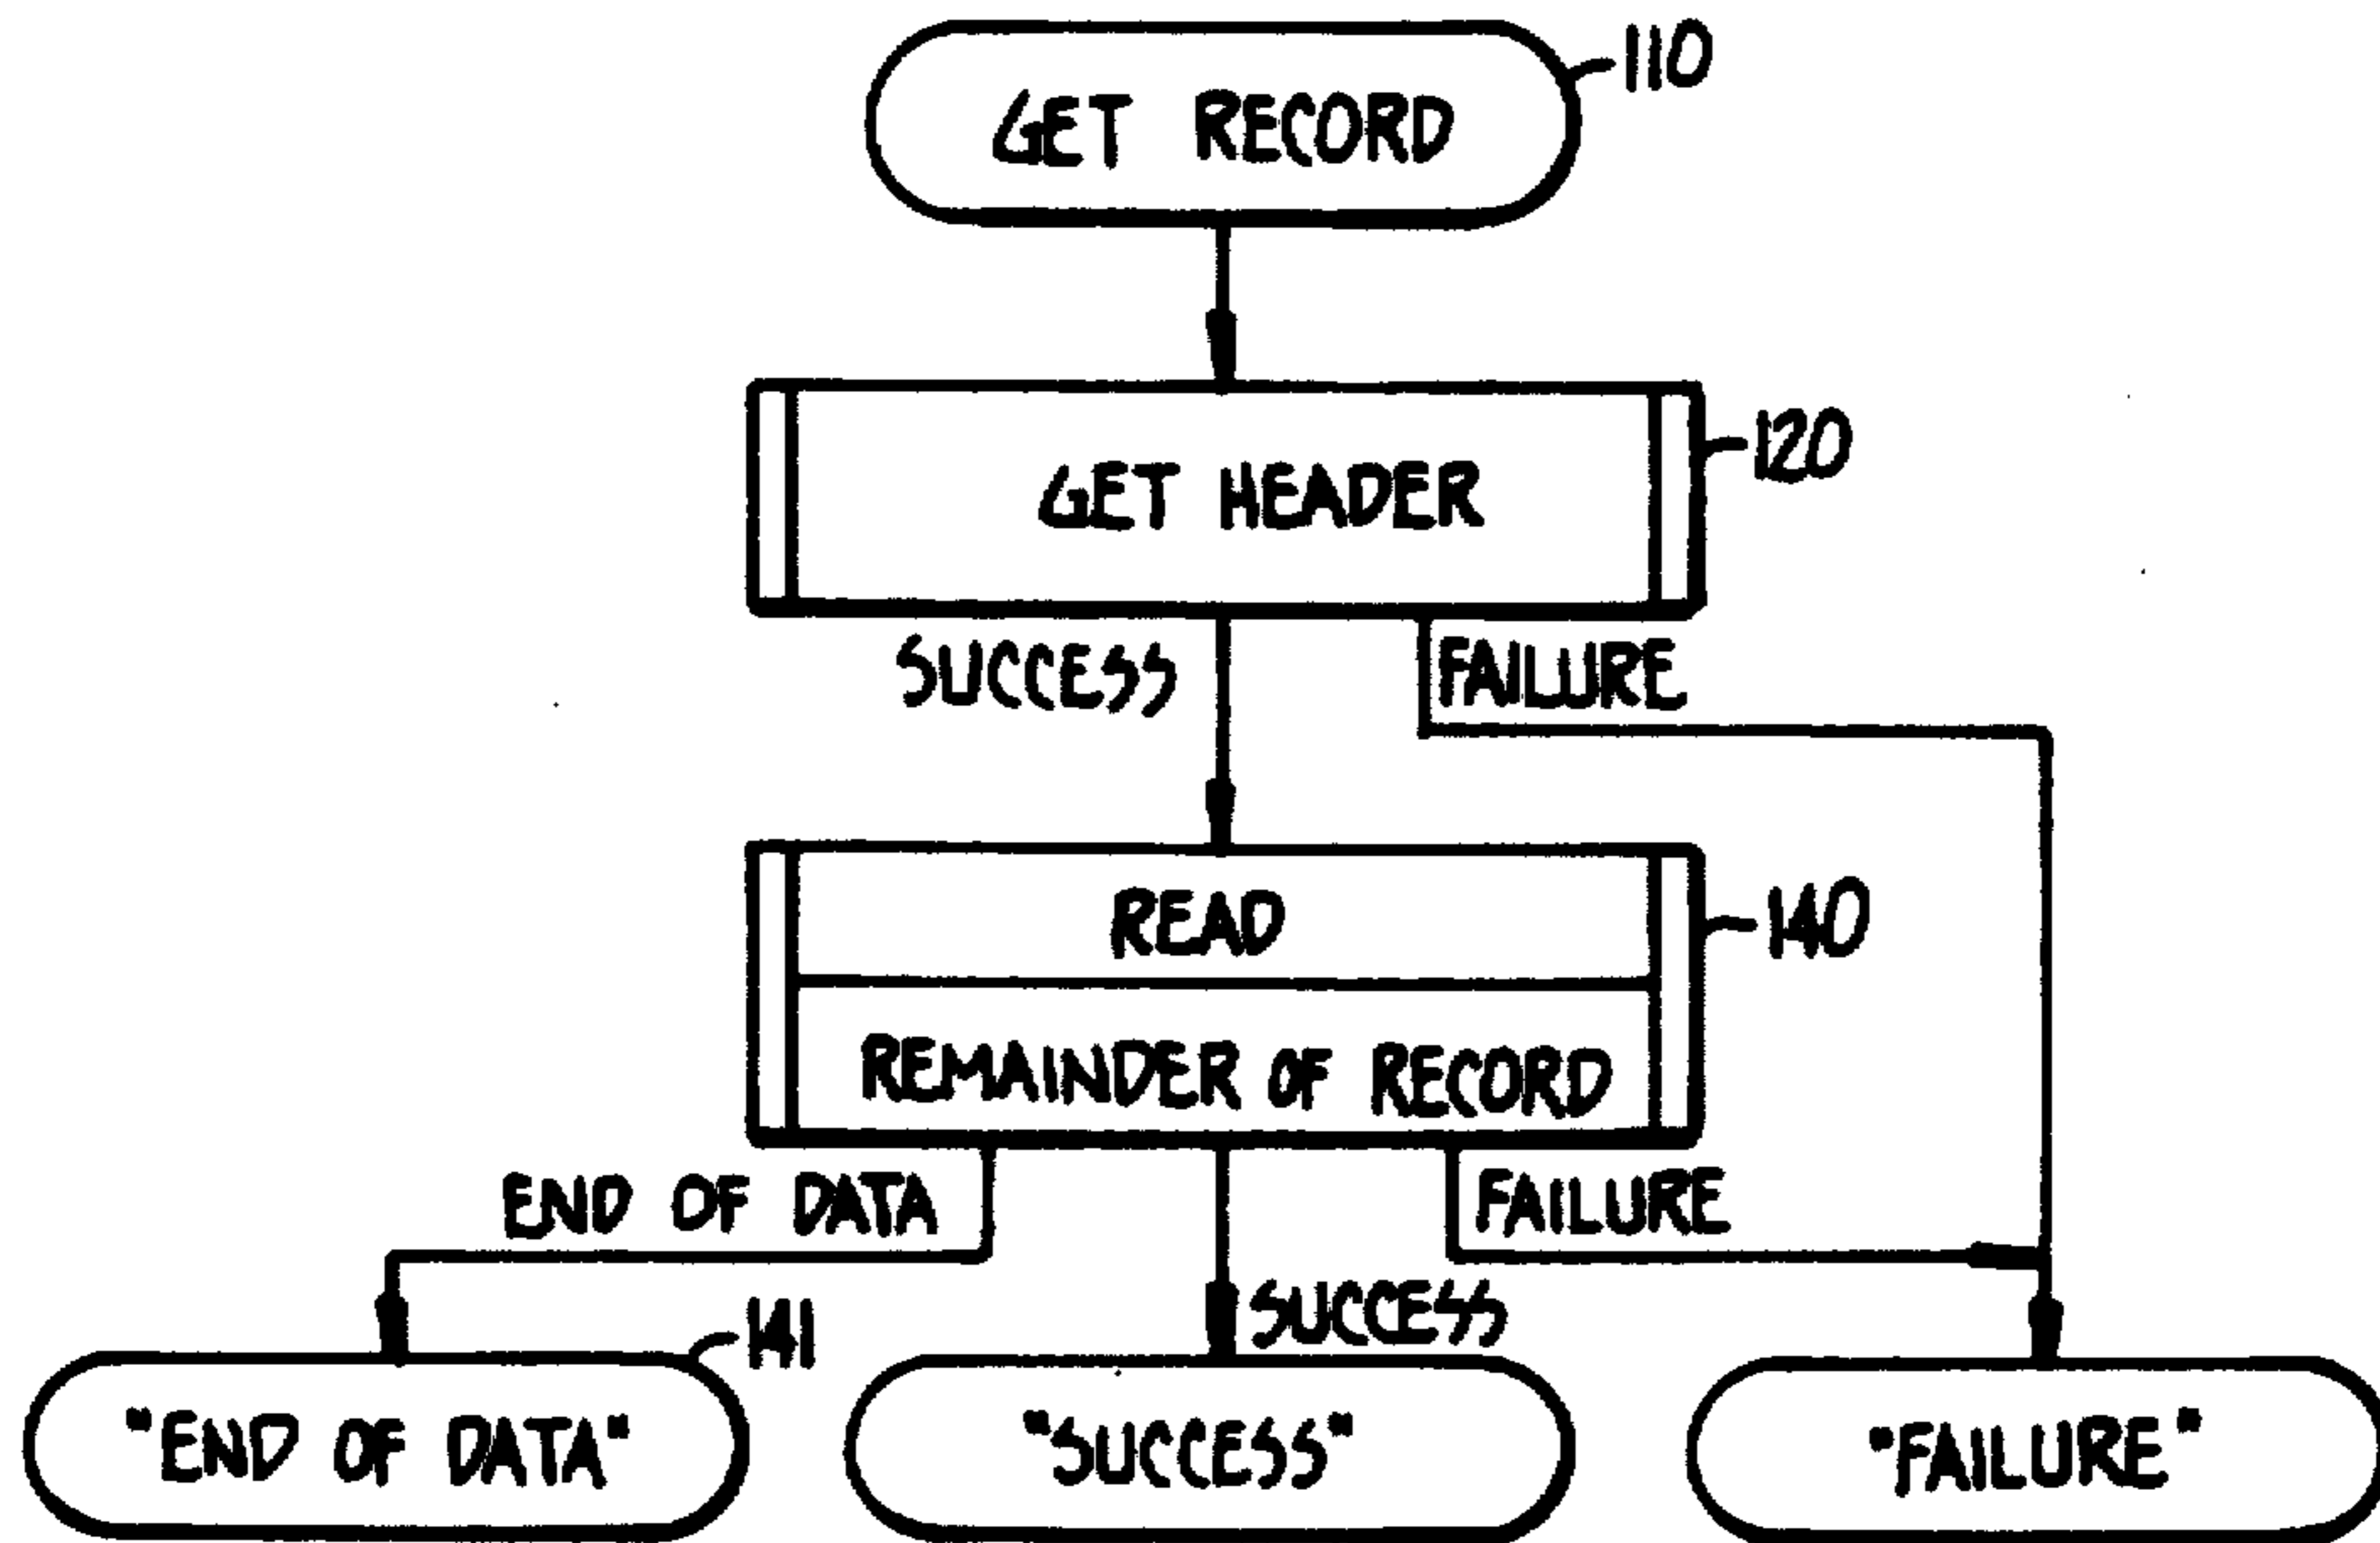 GET RECORD
110
GET HEADER
120
SUCCESS
FAILURE
READ
140
REMAINDER OF RECORD
END OF DATA
FAILURE
SUCCESS
141
"END OF DATA"
"SUCCESS"
"FAILURE"